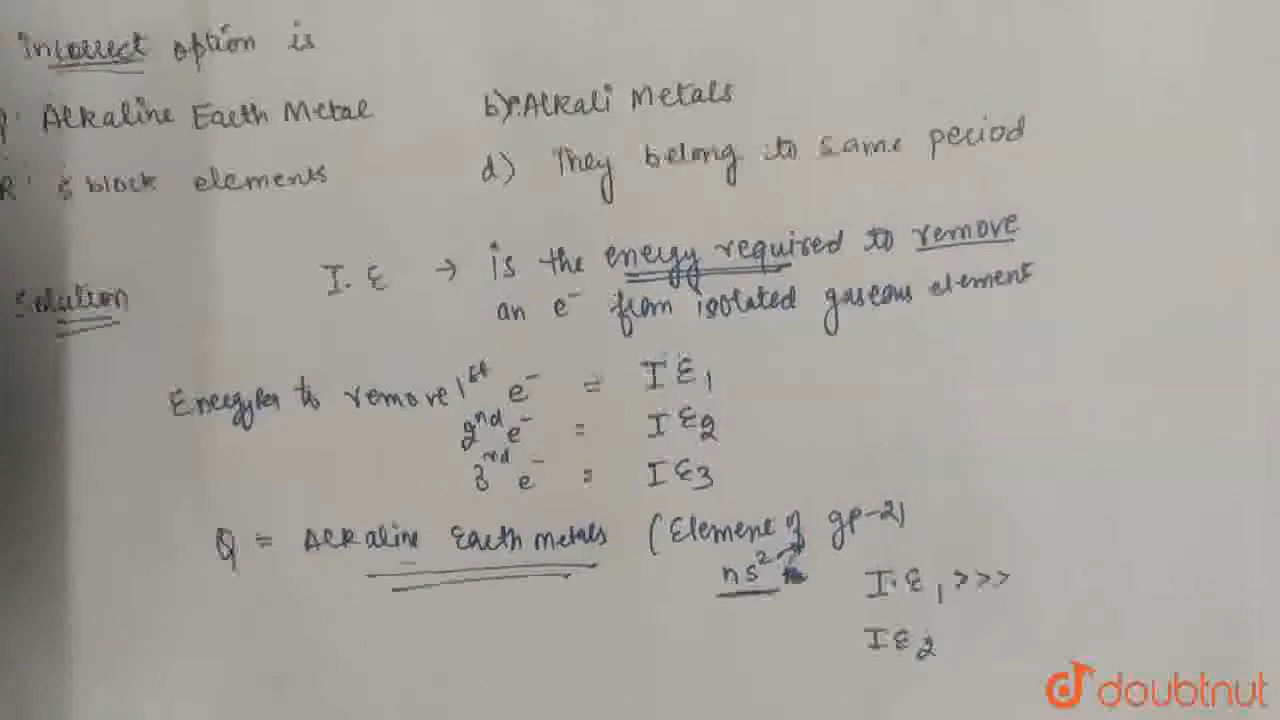 Incorrect option is
Q: Alkaline Earth Metal b) P: Alkali Metals
R: s block elements d) They belong to same period
Solution I.E → is the energy required to remove
an e⁻ from isolated gaseous element
Energy to remove 1st e⁻ = IE₁
2nd e⁻ = IE₂
3rd e⁻ = IE₃
Q = Alkaline Earth metals (Element of gp-2)
ns² I.E₁ >>>
IE₂
doubtnut